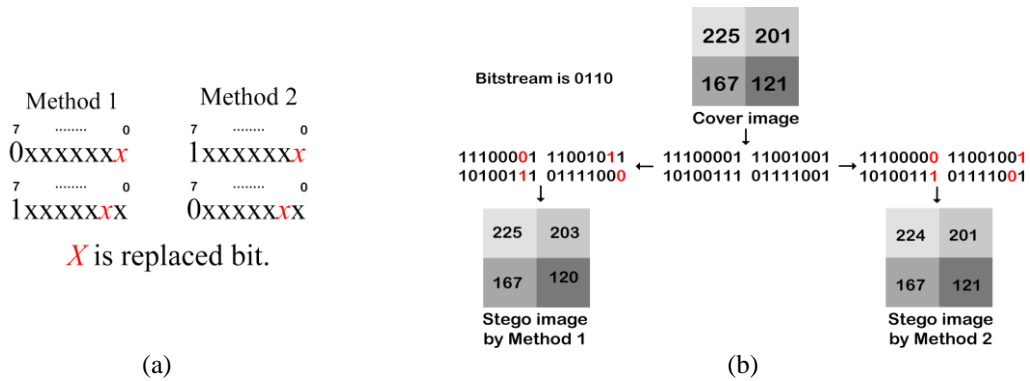 Method 1
7 ........ 0
0xxxxxxx
7 ........ 0
1xxxxxxx
Method 2
7 ........ 0
1xxxxxxx
7 ........ 0
0xxxxxxx
X is replaced bit.
(a)
225 201
167 121
Cover image
Bitstream is 0110
11100001 11001011
10100111 01111000
11100001 11001001
10100111 01111001
11100000 11001001
10100111 01111001
225 203
167 120
Stego image
by Method 1
224 201
167 121
Stego image
by Method 2
(b)